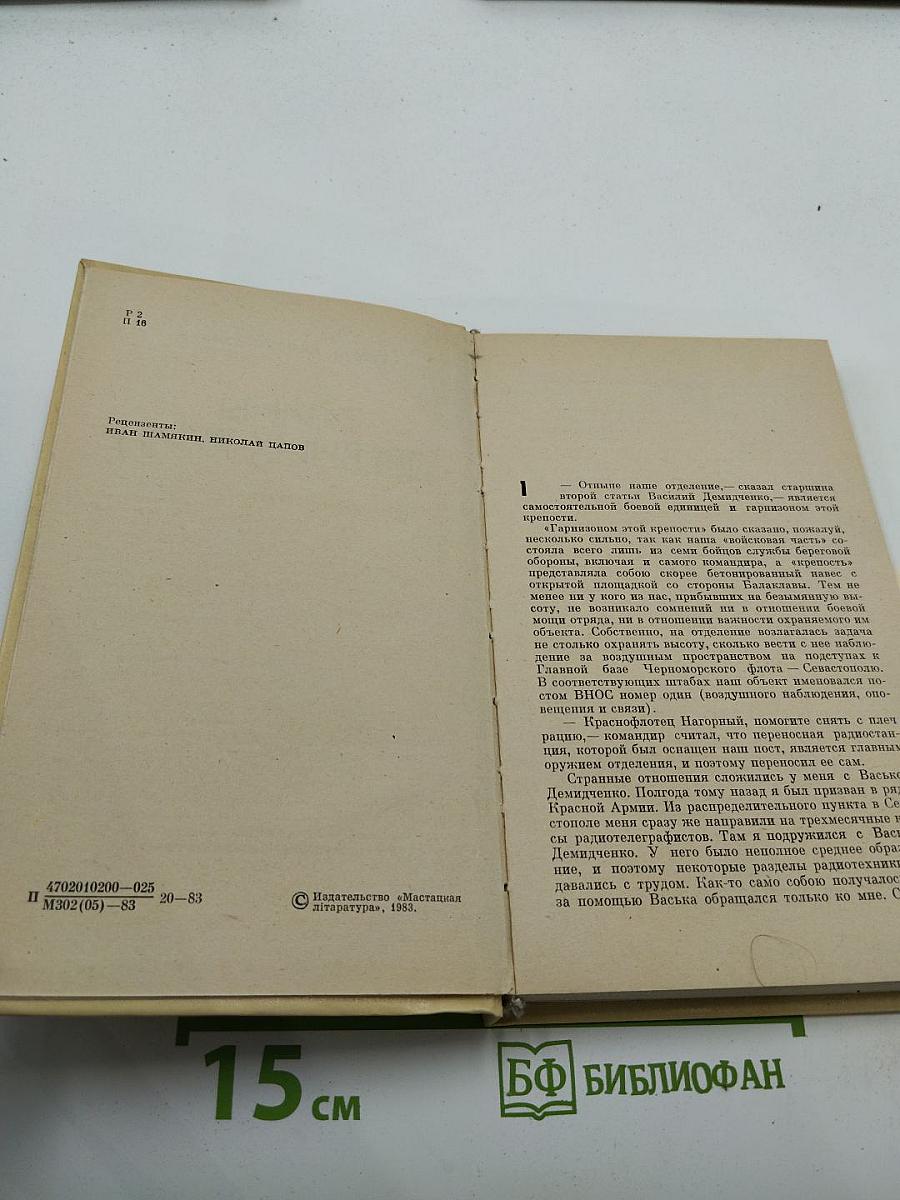 Р 2
П 16
Рецензенты:
ИВАН ШАМЯКИН, НИКОЛАЙ ЦАПОВ
П 4702010200—025
М302(05)—83 20—83
© Издательство «Мастацкая
літаратура», 1983.
1 — Отныне наше отделение,— сказал старшина
второй статьи Василий Демидченко,— является
самостоятельной боевой единицей и гарнизоном этой
крепости.
«Гарнизоном этой крепости» было сказано, пожалуй,
несколько сильно, так как наша «войсковая часть» со-
стояла всего лишь из семи бойцов службы береговой
обороны, включая и самого командира, а «крепость»
представляла собою скорее бетонированный навес с
открытой площадкой со стороны Балаклавы. Тем не
менее ни у кого из нас, прибывших на безымянную вы-
соту, не возникало сомнений ни в отношении боевой
мощи отряда, ни в отношении важности охраняемого им
объекта. Собственно, на отделение возлагалась задача
не столько охранять высоту, сколько вести с нее наблю-
дение за воздушным пространством на подступах к
Главной базе Черноморского флота — Севастополю.
В соответствующих штабах наш объект именовался по-
стом ВНОС номер один (воздушного наблюдения, опо-
вещения и связи).
— Краснофлотец Нагорный, помогите снять с плеч
рацию,— командир считал, что переносная радиостан-
ция, которой был оснащен наш пост, является главным
оружием отделения, и поэтому переносил ее сам.
Странные отношения сложились у меня с Васько
Демидченко. Полгода тому назад я был призван в ряд
Красной Армии. Из распределительного пункта в Се
стополе меня сразу же направили на трехмесячные к
сы радиотелеграфистов. Там я подружился с Вась
Демидченко. У него было неполное среднее образ
ние, и поэтому некоторые разделы радиотехники
давались с трудом. Как-то само собою получалос
за помощью Васька обращался только ко мне. С
15 см
БФ БИБЛИОФАН